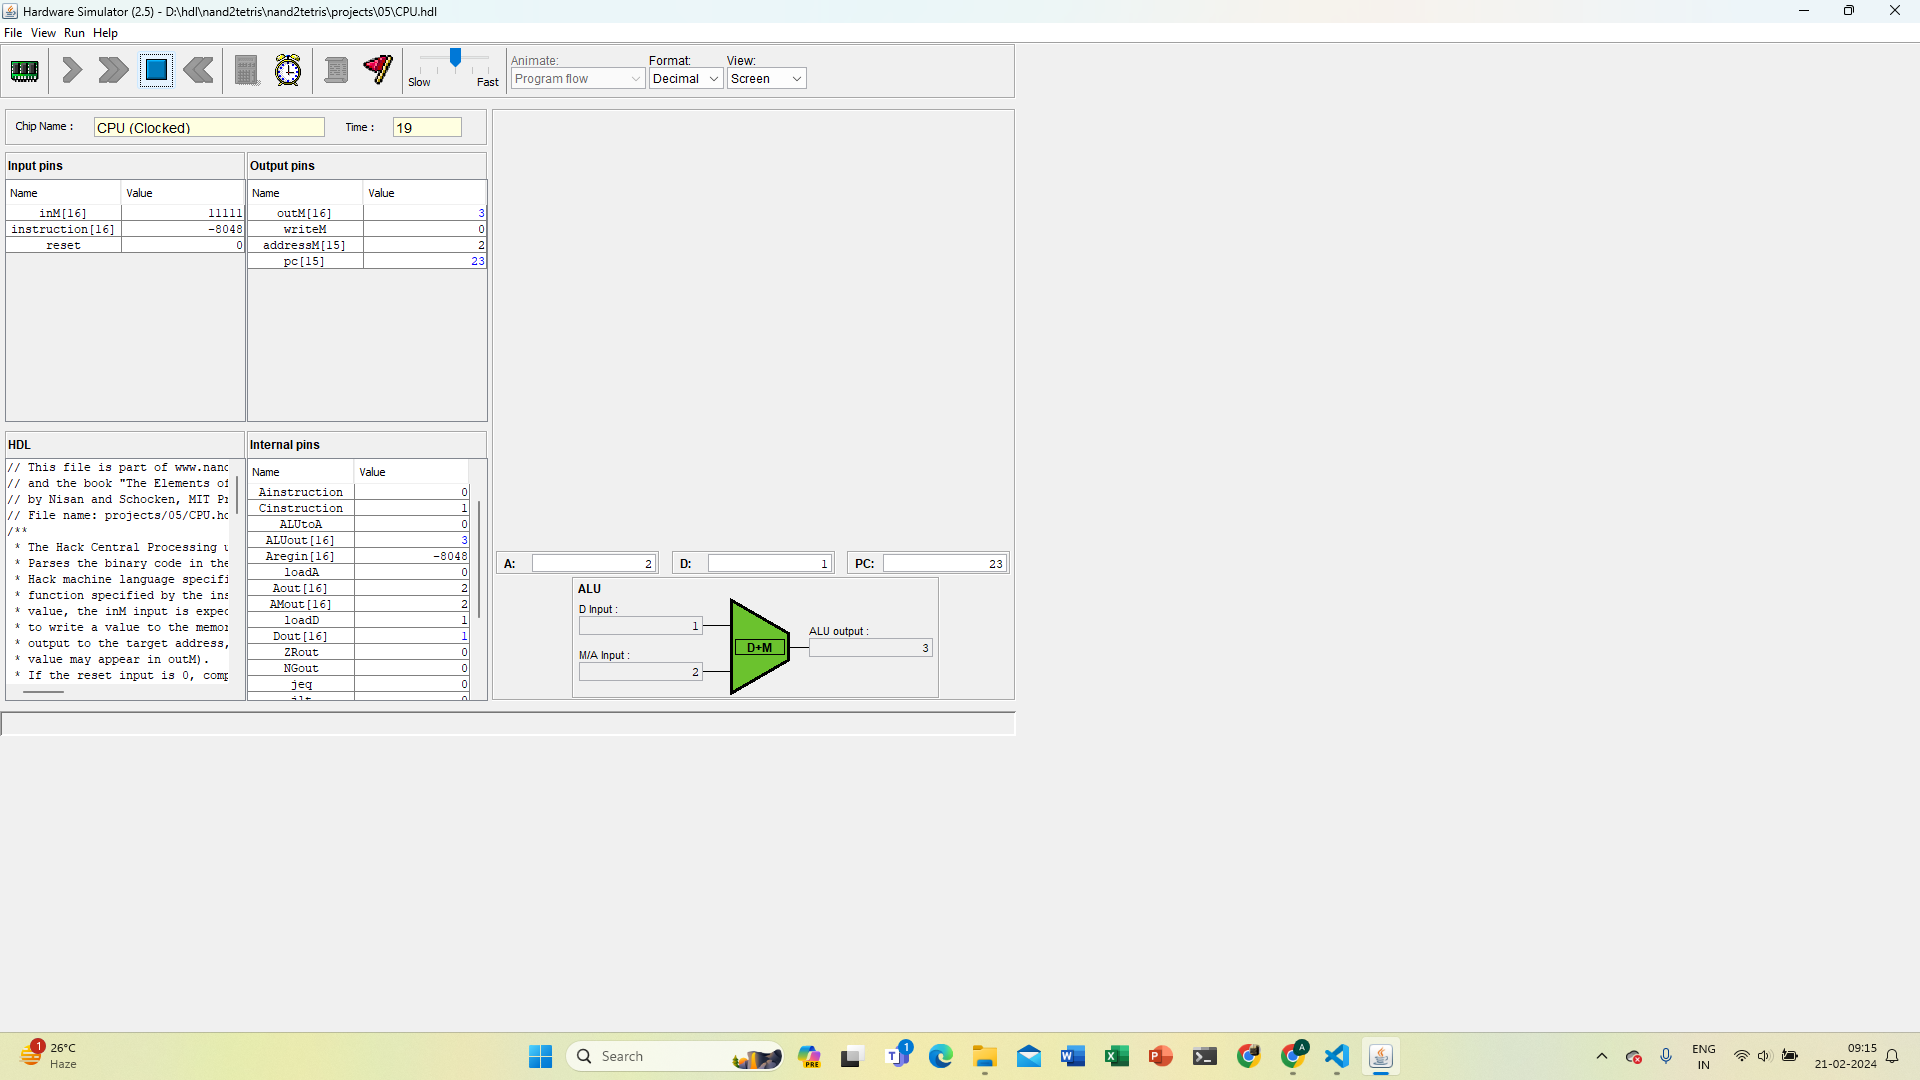 Hardware Simulator (2.5) - D:\hdl\nand2tetris\nand2tetris\projects\05\CPU.hdl
File View Run Help
Slow Fast
Animate: Format: View:
Program flow Decimal Screen
Chip Name : CPU (Clocked) Time : 19
Input pins
Name Value
inM[16] 11111
instruction[16] -8048
reset 0
Output pins
Name Value
outM[16] 3
writeM 0
addressM[15] 2
pc[15] 23
HDL
// This file is part of www.nanc
// and the book "The Elements of
// by Nisan and Schocken, MIT Pr
// File name: projects/05/CPU.hd
/**
* The Hack Central Processing u
* Parses the binary code in the
* Hack machine language specifi
* function specified by the ins
* value, the inM input is expec
* to write a value to the memor
* output to the target address,
* value may appear in outM).
* If the reset input is 0, comp
Internal pins
Name Value
Ainstruction 0
Cinstruction 1
ALUtoA 0
ALUout[16] 3
Aregin[16] -8048
loadA 0
Aout[16] 2
AMout[16] 2
loadD 1
Dout[16] 1
ZRout 0
NGout 0
jeq 0
jlt 0
A: 2 D: 1 PC: 23
ALU
D Input :
1
M/A Input :
2
D+M
ALU output :
3
1
26°C
Haze
Search
PRE
1
A
ENG
IN
09:15
21-02-2024